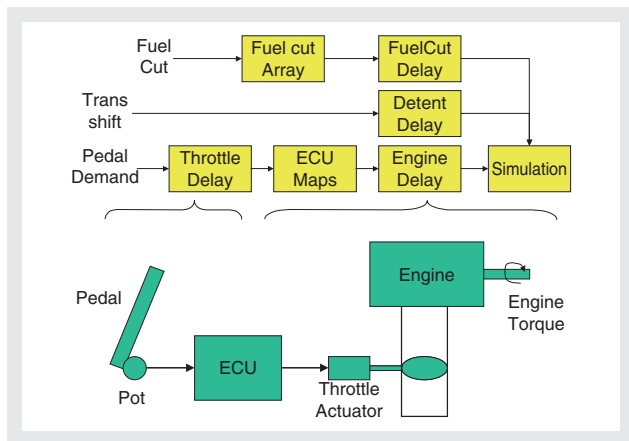 Fuel
Cut
Fuel cut
Array
FuelCut
Delay
Trans
shift
Detent
Delay
Pedal
Demand
Throttle
Delay
ECU
Maps
Engine
Delay
Simulation
Pedal
Pot
ECU
Throttle
Actuator
Engine
Engine
Torque